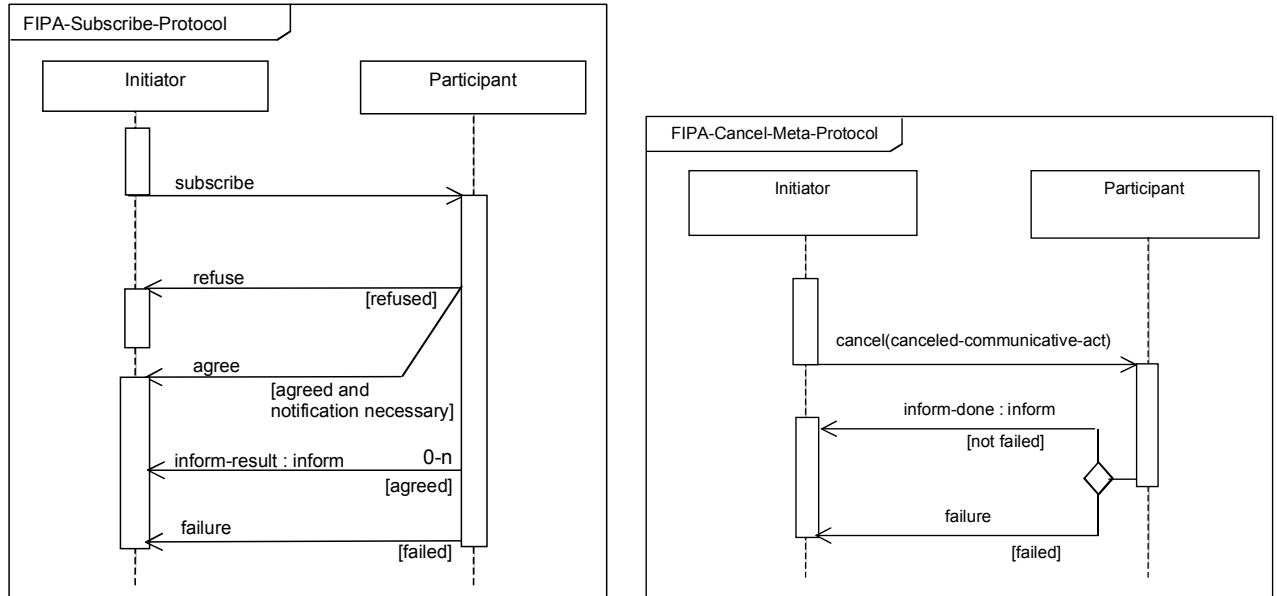 FIPA-Subscribe-Protocol
Initiator
Participant
subscribe
refuse
[refused]
agree
[agreed and
notification necessary]
inform-result : inform
0-n
[agreed]
failure
[failed]
FIPA-Cancel-Meta-Protocol
Initiator
Participant
cancel(canceled-communicative-act)
inform-done : inform
[not failed]
failure
[failed]